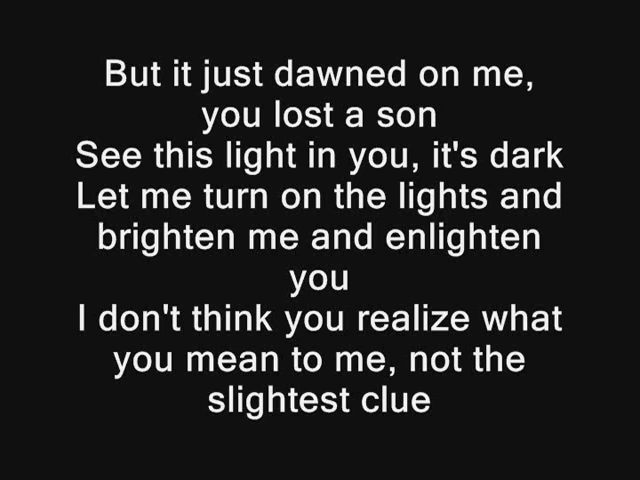 But it just dawned on me,
you lost a son
See this light in you, it's dark
Let me turn on the lights and
brighten me and enlighten
you
I don't think you realize what
you mean to me, not the
slightest clue